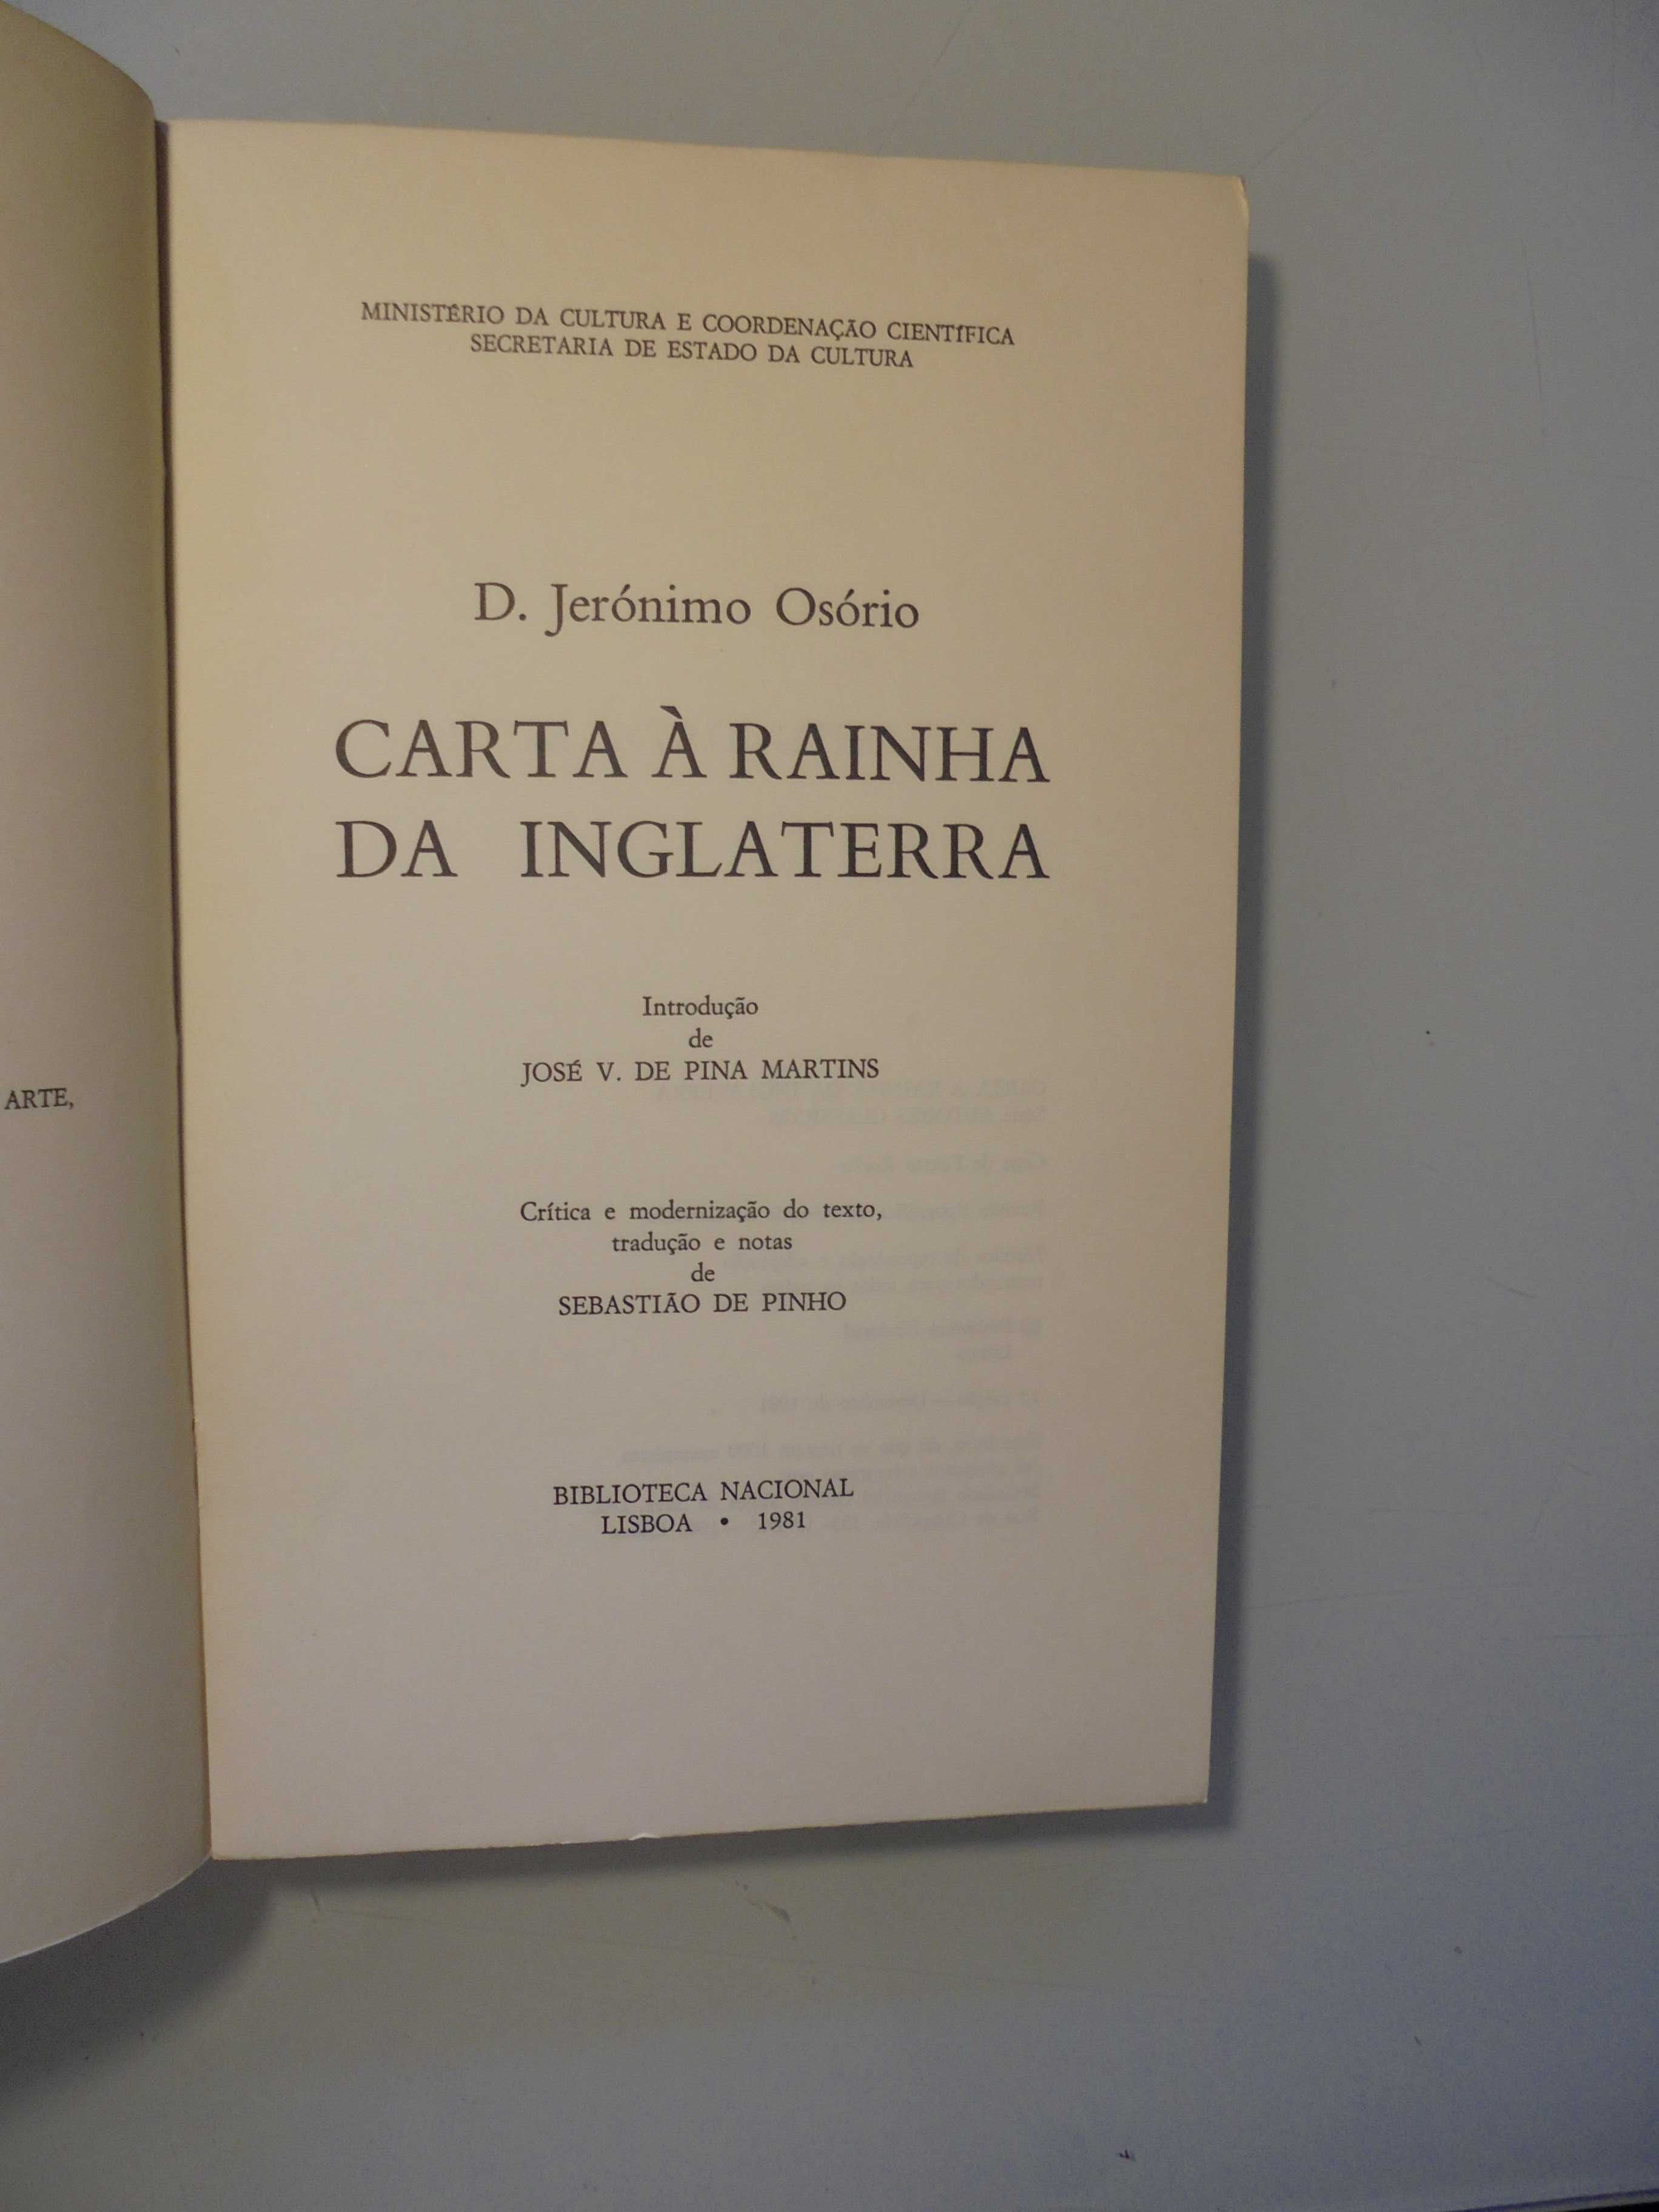 ARTE,
MINISTÉRIO DA CULTURA E COORDENAÇÃO CIENTÍFICA
SECRETARIA DE ESTADO DA CULTURA
D. Jerónimo Osório
CARTA À RAINHA
DA INGLATERRA
Introdução
de
JOSÉ V. DE PINA MARTINS
Crítica e modernização do texto,
tradução e notas
de
SEBASTIÃO DE PINHO
BIBLIOTECA NACIONAL
LISBOA • 1981